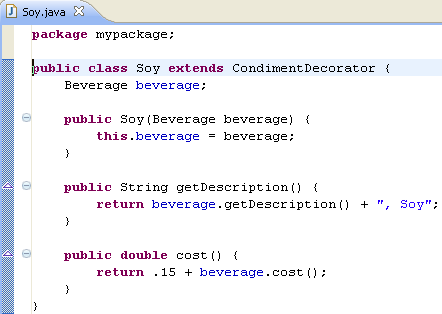 Soy.java
package mypackage;
public class Soy extends CondimentDecorator {
    Beverage beverage;
    public Soy(Beverage beverage) {
        this.beverage = beverage;
    }
    public String getDescription() {
        return beverage.getDescription() + ", Soy";
    }
    public double cost() {
        return .15 + beverage.cost();
    }
}